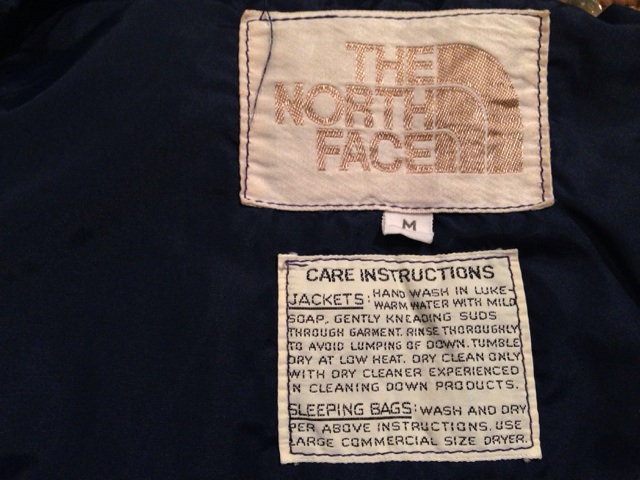 THE
NORTH
FACE
M
CARE INSTRUCTIONS
JACKETS: HAND WASH IN LUKE-
WARM WATER WITH MILD
SOAP, GENTLY KNEADING SUDS
THROUGH GARMENT. RINSE THOROUGHLY
TO AVOID LUMPING OF DOWN. TUMBLE
DRY AT LOW HEAT. DRY CLEAN ONLY
WITH DRY CLEANER EXPERIENCED
IN CLEANING DOWN PRODUCTS.
SLEEPING BAGS: WASH AND DRY
PER ABOVE INSTRUCTIONS. USE
LARGE COMMERCIAL SIZE DRYER.